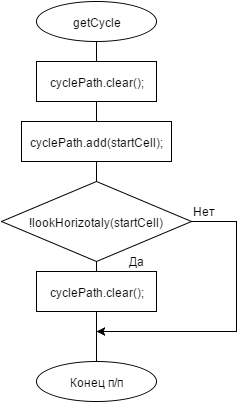 getCycle
cyclePath.clear();
cyclePath.add(startCell);
!lookHorizotaly(startCell)
Нет
Да
cyclePath.clear();
Конец п/п